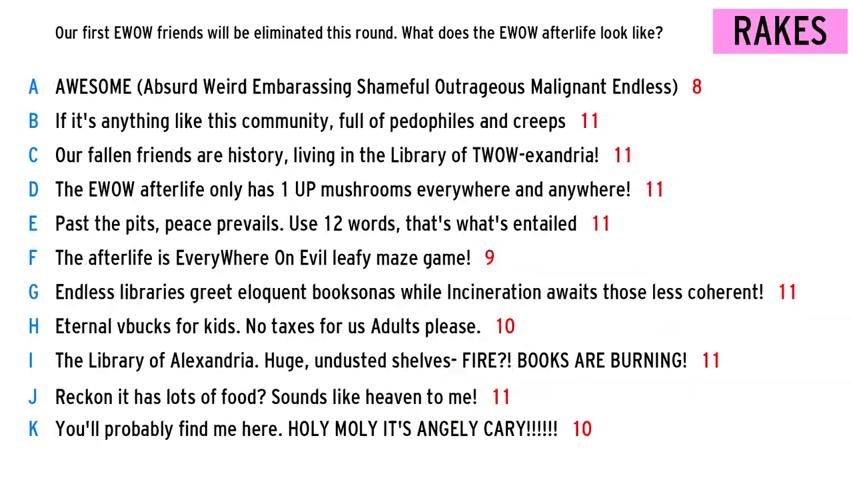 Our first EWOW friends will be eliminated this round. What does the EWOW afterlife look like?
RAKES
A AWESOME (Absurd Weird Embarassing Shameful Outrageous Malignant Endless) 8
B If it's anything like this community, full of pedophiles and creeps 11
C Our fallen friends are history, living in the Library of TWOW-exandria! 11
D The EWOW afterlife only has 1 UP mushrooms everywhere and anywhere! 11
E Past the pits, peace prevails. Use 12 words, that's what's entailed 11
F The afterlife is EveryWhere On Evil leafy maze game! 9
G Endless libraries greet eloquent booksonas while Incineration awaits those less coherent! 11
H Eternal vbucks for kids. No taxes for us Adults please. 10
I The Library of Alexandria. Huge, undusted shelves- FIRE?! BOOKS ARE BURNING! 11
J Reckon it has lots of food? Sounds like heaven to me! 11
K You'll probably find me here. HOLY MOLY IT'S ANGELY CARY!!!!!! 10